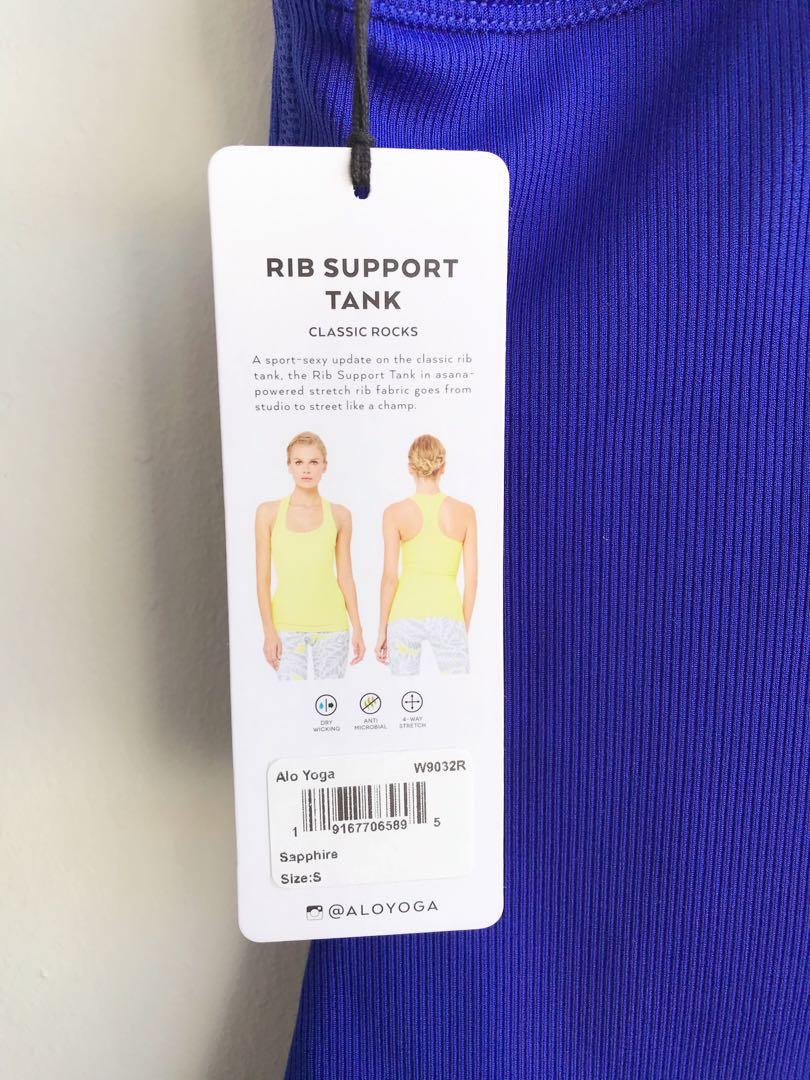 RIB SUPPORT
TANK
CLASSIC ROCKS
A sport-sexy update on the classic rib
tank, the Rib Support Tank in asana-
powered stretch rib fabric goes from
studio to street like a champ.
DRY WICKING
ANTI MICROBIAL
4-WAY STRETCH
Alo Yoga W9032R
1 9167706589 5
Sapphire
Size:S
@ALOYOGA